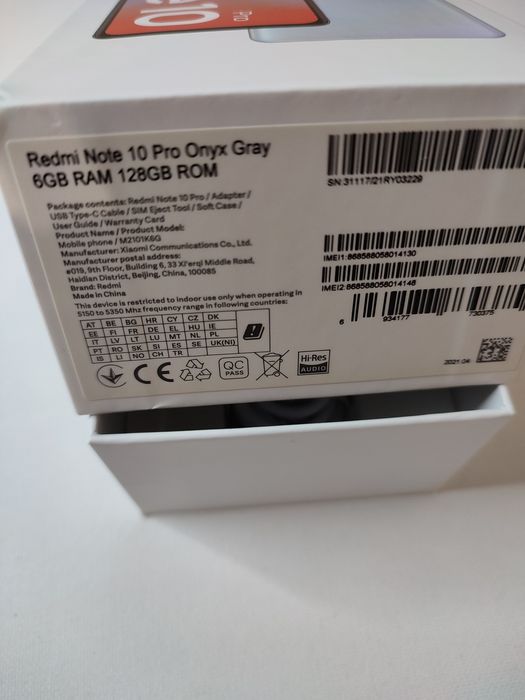 10
Pro
Redmi Note 10 Pro Onyx Gray
6GB RAM 128GB ROM
Package contents: Redmi Note 10 Pro / Adapter /
USB Type-C Cable / SIM Eject Tool / Soft Case /
User Guide / Warranty Card
Product Name / Product Model:
Mobile phone / M2101K6G
Manufacturer: Xiaomi Communications Co., Ltd.
Manufacturer postal address:
#019, 9th Floor, Building 6, 33 Xi'erqi Middle Road,
Haidian District, Beijing, China, 100085
Brand: Redmi
Made in China
This device is restricted to indoor use only when operating in
5150 to 5350 Mhz frequency range in following countries:
AT BE BG HR CY CZ DK
EE FI FR DE EL HU IE
IT LV LT LU MT NL PL
PT RO SK SI ES SE UK(NI)
IS LI NO CH TR
CE
QC
PASS
Hi-Res
AUDIO
SN:31117/21RY03229
IMEI1:868588058014130
IMEI2:868588058014148
6 934177 730375
2021.04